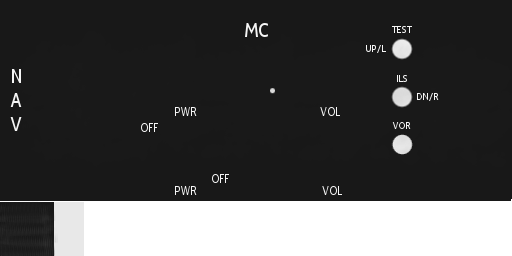 MC
TEST
UP/L
ILS
DN/R
VOR
N
A
V
PWR
VOL
OFF
OFF
PWR
VOL